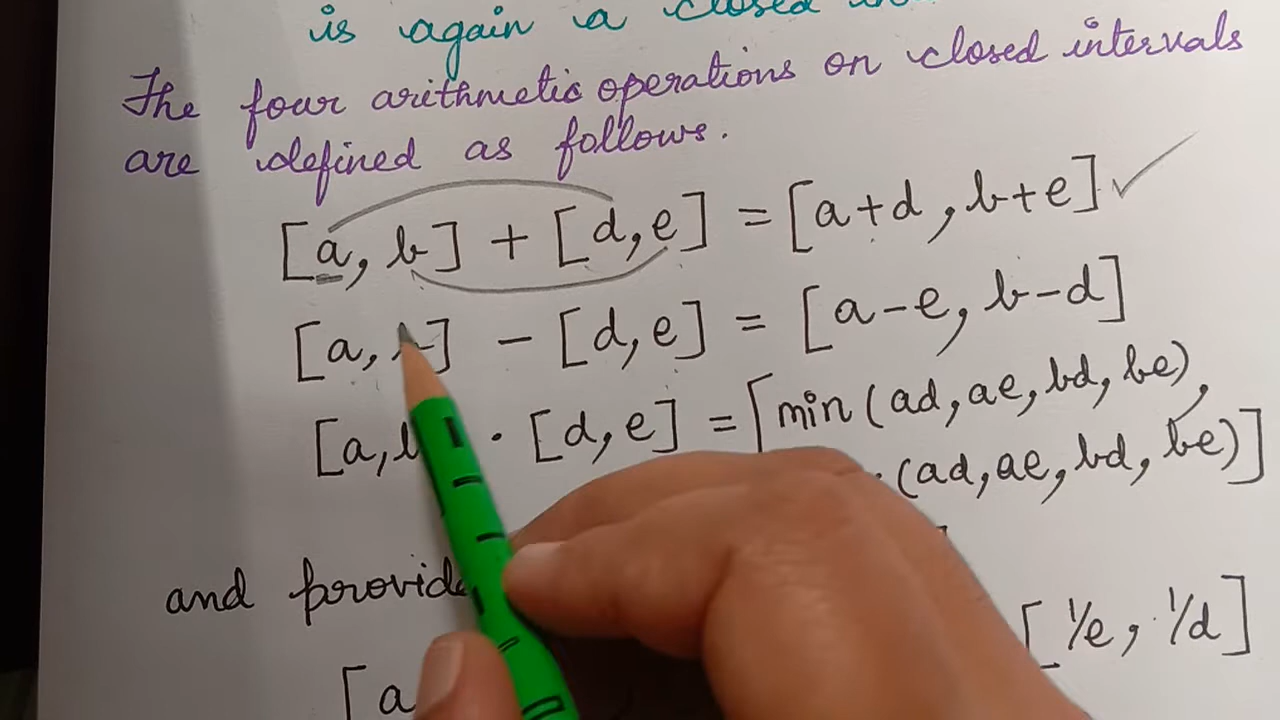 is again a closed
The four arithmetic operations on closed intervals
are defined as follows.
[a, b] + [d, e] = [a+d, b+e] ✓
[a, b] − [d, e] = [a−e, b−d]
[a, b · [d, e] = [min (ad, ae, bd, be),
(ad, ae, bd, be)]
and
[1/e, 1/d]
[a